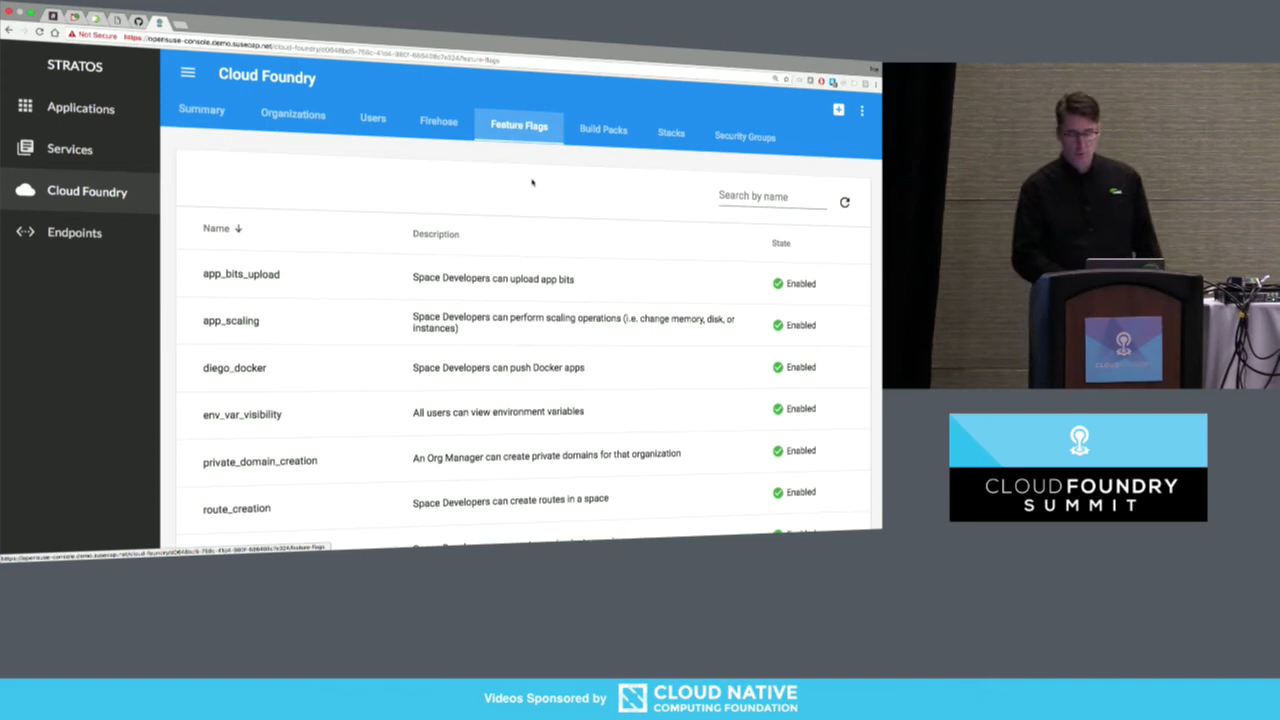 Not Secure
STRATOS
Applications
Services
Cloud Foundry
Endpoints
Cloud Foundry
Summary
Organizations
Users
Firehose
Feature Flags
Build Packs
Stacks
Security Groups
Search by name
Name
Description
State
app_bits_upload
Space Developers can upload app bits
Enabled
app_scaling
Space Developers can perform scaling operations (i.e. change memory, disk, or
instances)
Enabled
diego_docker
Space Developers can push Docker apps
Enabled
env_var_visibility
All users can view environment variables
Enabled
private_domain_creation
An Org Manager can create private domains for that organization
Enabled
route_creation
Space Developers can create routes in a space
Enabled
CLOUDFOUNDRY
CLOUDFOUNDRY
SUMMIT
Videos Sponsored by
CLOUD NATIVE
COMPUTING FOUNDATION